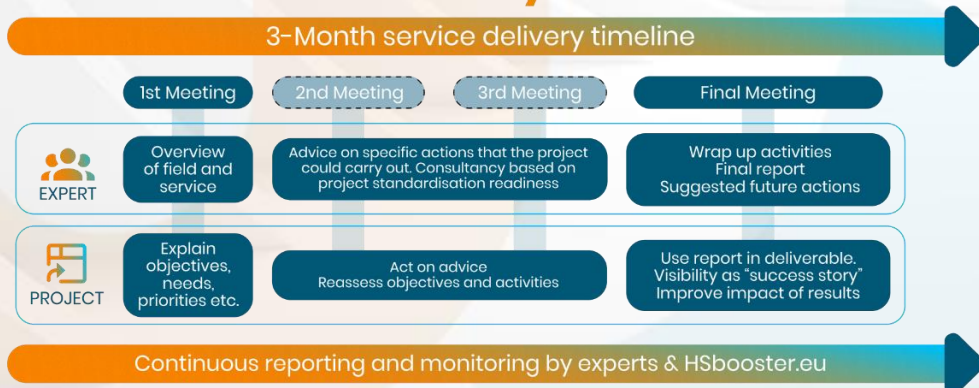 3-Month service delivery timeline
1st Meeting
2nd Meeting
3rd Meeting
Final Meeting
EXPERT
Overview
of field and
service
Advice on specific actions that the project
could carry out. Consultancy based on
project standardisation readiness
Wrap up activities
Final report
Suggested future actions
PROJECT
Explain
objectives,
needs,
priorities etc.
Act on advice
Reassess objectives and activities
Use report in deliverable.
Visibility as “success story”
Improve impact of results
Continuous reporting and monitoring by experts & HSbooster.eu